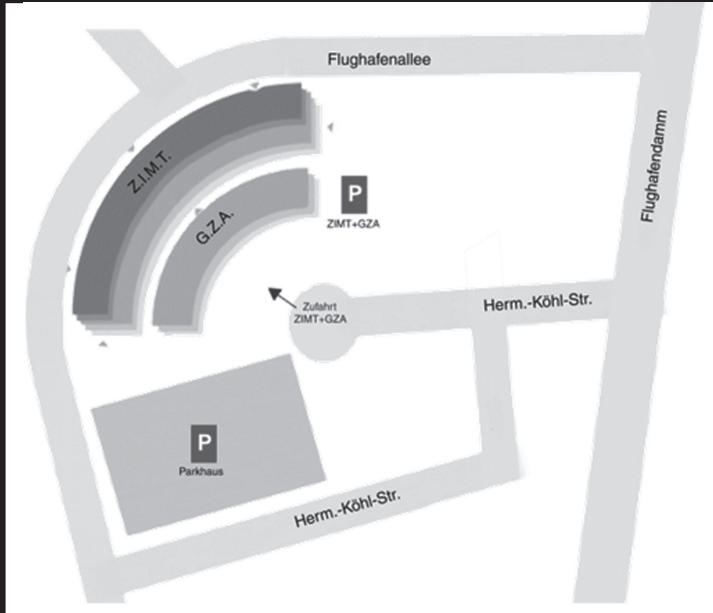 Flughafenallee
Flughafendamm
Z.I.M.T.
G.Z.A.
P
ZIMT+GZA
Zufahrt
ZIMT+GZA
Herm.-Köhl-Str.
P
Parkhaus
Herm.-Köhl-Str.